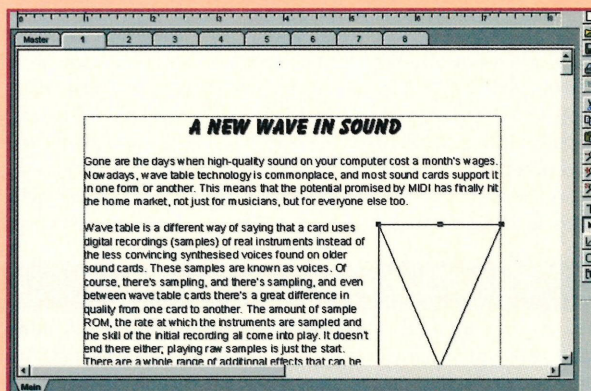 0 1 2 3 4 5 6 7 8
Master 1 2 3 4 5 6 7 8
A NEW WAVE IN SOUND
Gone are the days when high-quality sound on your computer cost a month's wages.
Nowadays, wave table technology is commonplace, and most sound cards support it
in one form or another. This means that the potential promised by MIDI has finally hit
the home market, not just for musicians, but for everyone else too.
Wave table is a different way of saying that a card uses
digital recordings (samples) of real instruments instead of
the less convincing synthesised voices found on older
sound cards. These samples are known as voices. Of
course, there's sampling, and there's sampling, and even
between wave table cards there's a great difference in
quality from one card to another. The amount of sample
ROM, the rate at which the instruments are sampled and
the skill of the initial recording all come into play. It doesn't
end there either; playing raw samples is just the start.
There are a whole range of additional effects that can be
Main